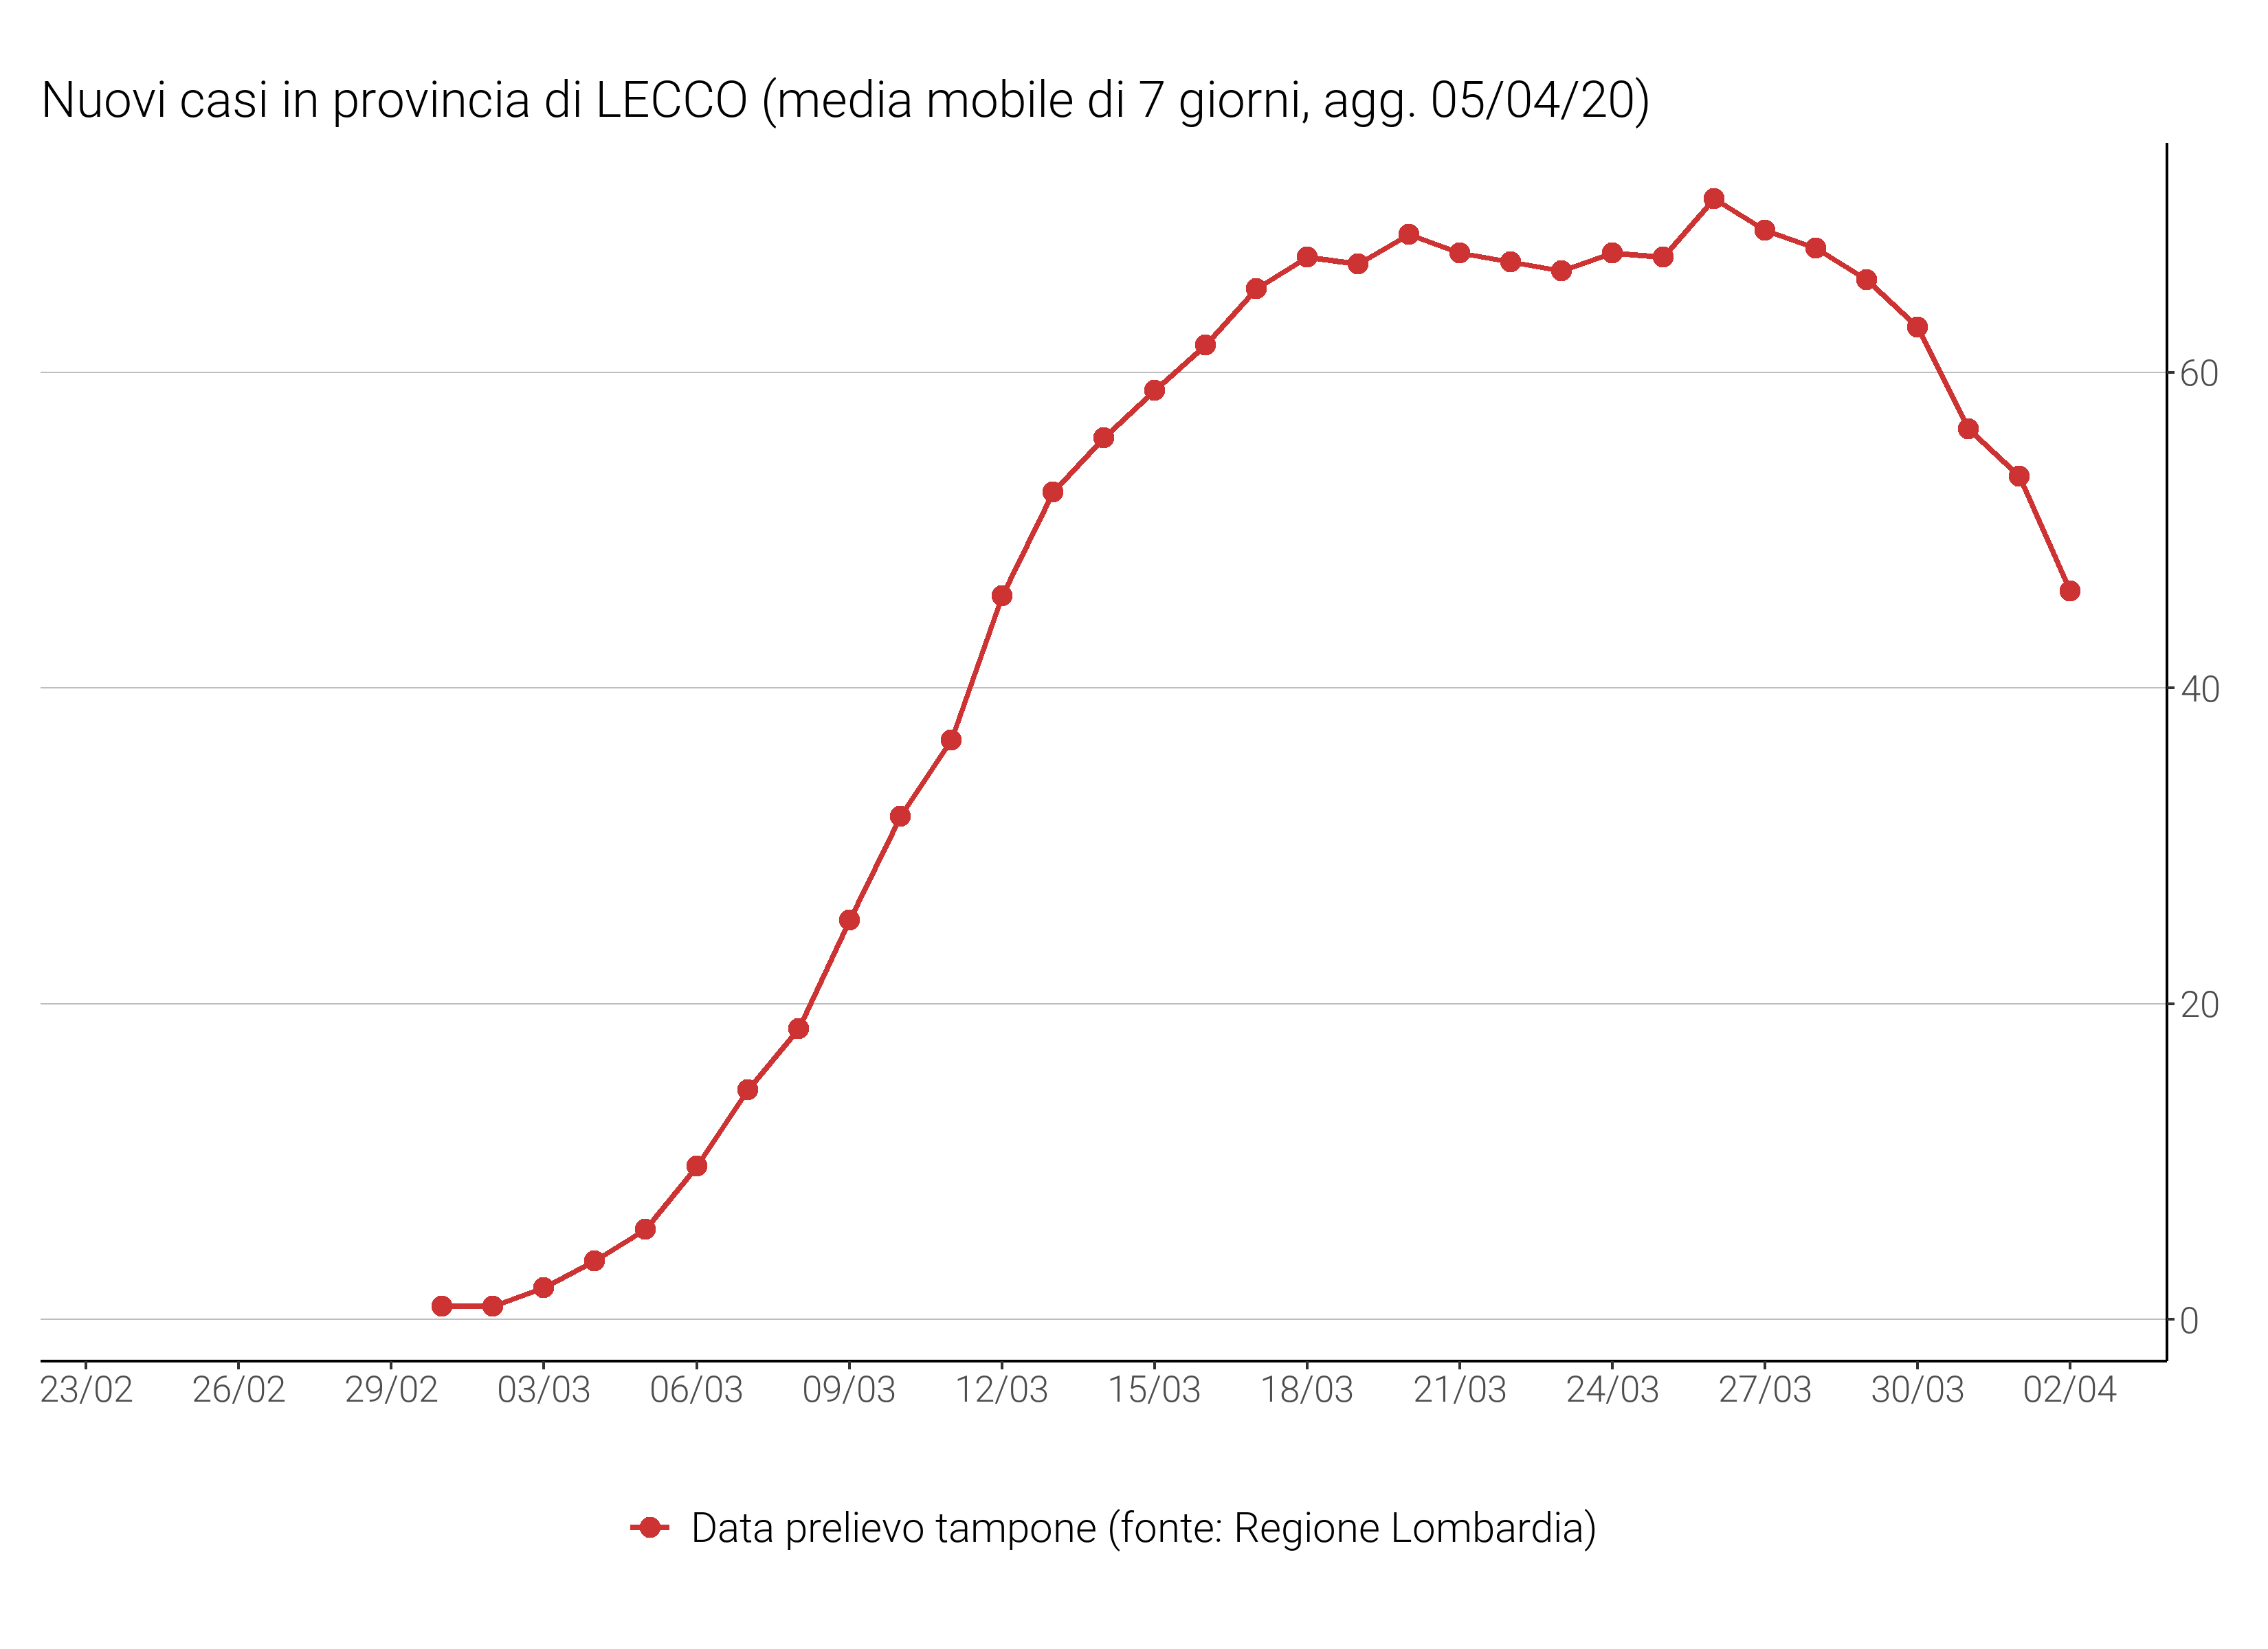 Nuovi casi in provincia di LECCO (media mobile di 7 giorni, agg. 05/04/20)
60
40
20
0
23/02 26/02 29/02 03/03 06/03 09/03 12/03 15/03 18/03 21/03 24/03 27/03 30/03 02/04
Data prelievo tampone (fonte: Regione Lombardia)